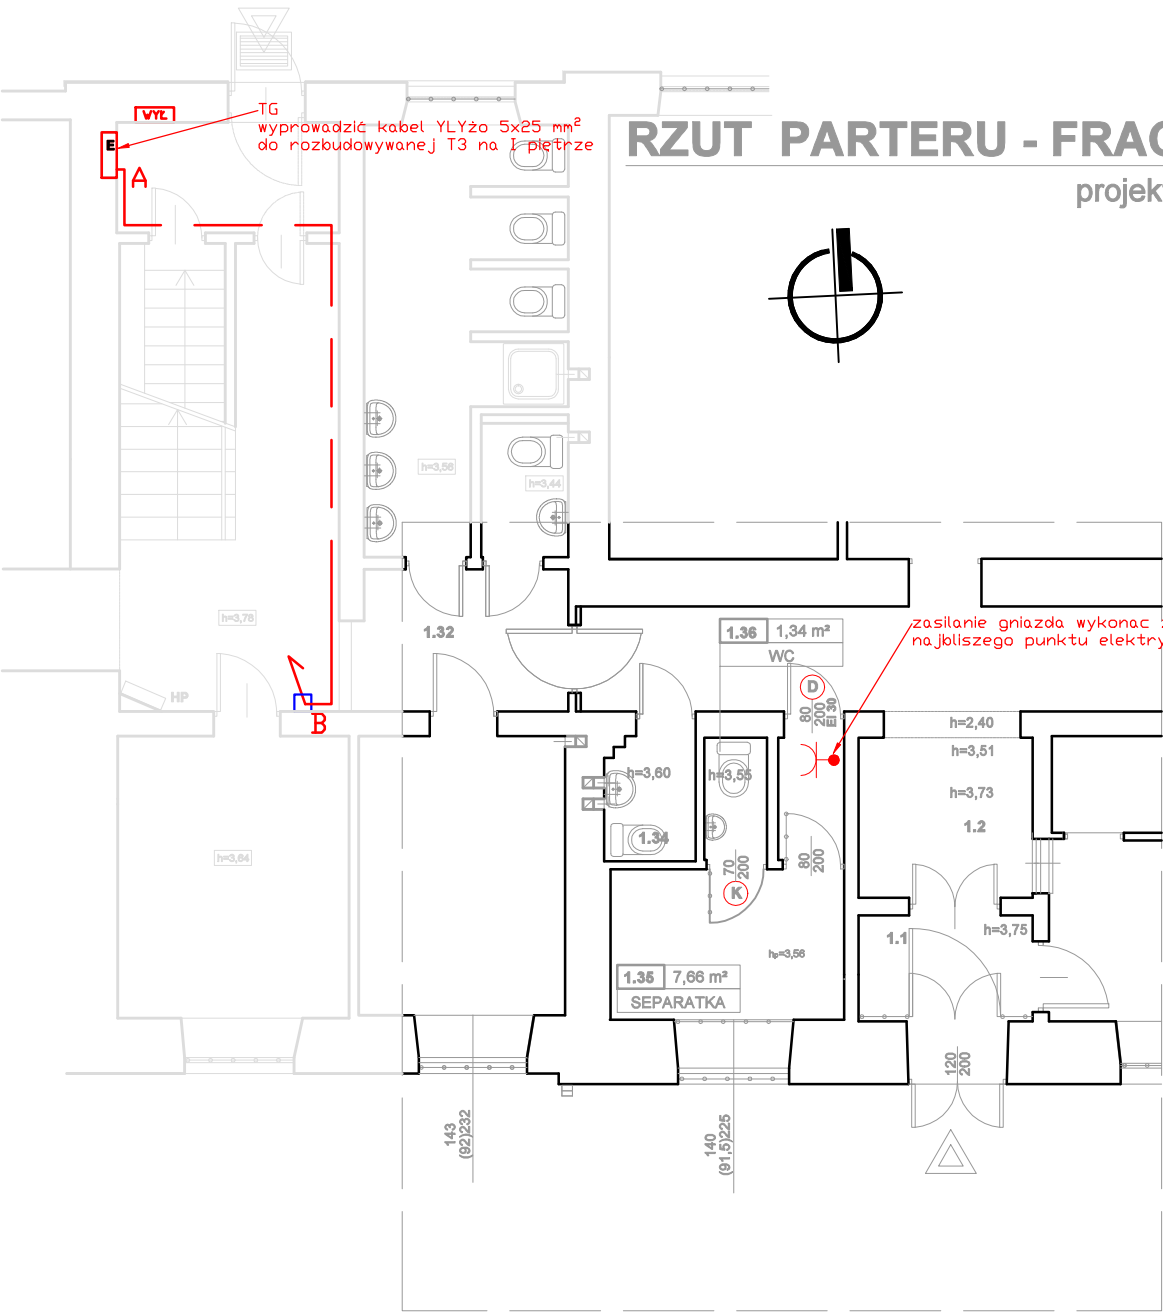 WYŁ
TG
wyprowadzić kabel YLYżo 5x25 mm²
do rozbudowywanej T3 na I piętrze
E
A
RZUT PARTERU - FRAG
projekt
h=3,56
h=3,44
h=3,76
HP
B
1.32
1.36 1,34 m²
WC
zasilanie gniazda wykonac
najbliszego punktu elektry
D
80
200
EI 30
h=2,40
h=3,51
h=3,73
1.2
h=3,60
h=3,55
1.34
h=3,64
70
200
80
200
K
1.1
h=3,75
hp=3,56
1.35 7,66 m²
SEPARATKA
120
200
143
(92)232
140
(91,5)225